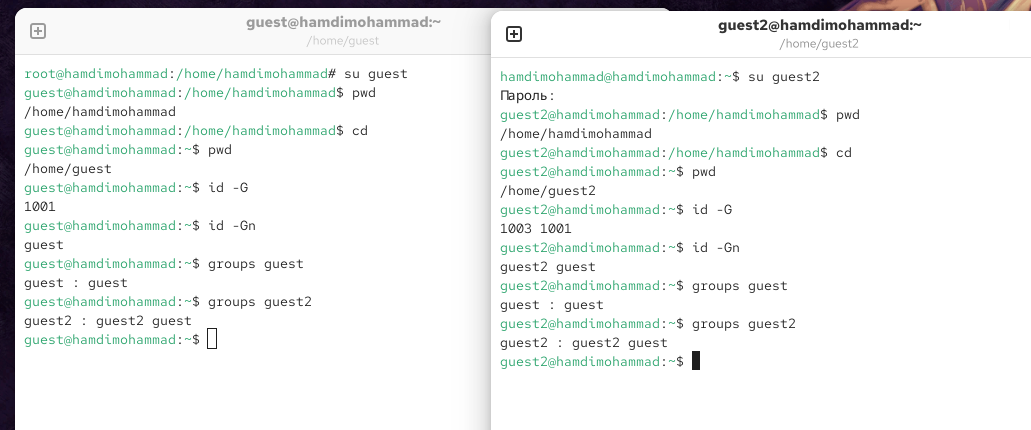 guest@hamdimohammad:~
/home/guest
root@hamdimohammad:/home/hamdimohammad# su guest
guest@hamdimohammad:/home/hamdimohammad$ pwd
/home/hamdimohammad
guest@hamdimohammad:/home/hamdimohammad$ cd
guest@hamdimohammad:~$ pwd
/home/guest
guest@hamdimohammad:~$ id -G
1001
guest@hamdimohammad:~$ id -Gn
guest
guest@hamdimohammad:~$ groups guest
guest : guest
guest@hamdimohammad:~$ groups guest2
guest2 : guest2 guest
guest@hamdimohammad:~$
guest2@hamdimohammad:~
/home/guest2
hamdimohammad@hamdimohammad:~$ su guest2
Пароль:
guest2@hamdimohammad:/home/hamdimohammad$ pwd
/home/hamdimohammad
guest2@hamdimohammad:/home/hamdimohammad$ cd
guest2@hamdimohammad:~$ pwd
/home/guest2
guest2@hamdimohammad:~$ id -G
1003 1001
guest2@hamdimohammad:~$ id -Gn
guest2 guest
guest2@hamdimohammad:~$ groups guest
guest : guest
guest2@hamdimohammad:~$ groups guest2
guest2 : guest2 guest
guest2@hamdimohammad:~$